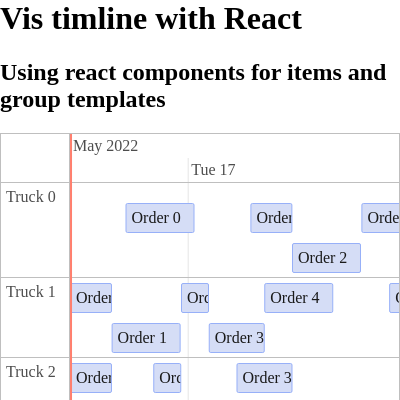 Vis timline with React
Using react components for items and
group templates
May 2022
Tue 17
Truck 0
Order 0
Order
Orde
Order 2
Truck 1
Order
Ord
Order 4
Order 1
Order 3
Truck 2
Order
Ord
Order 3